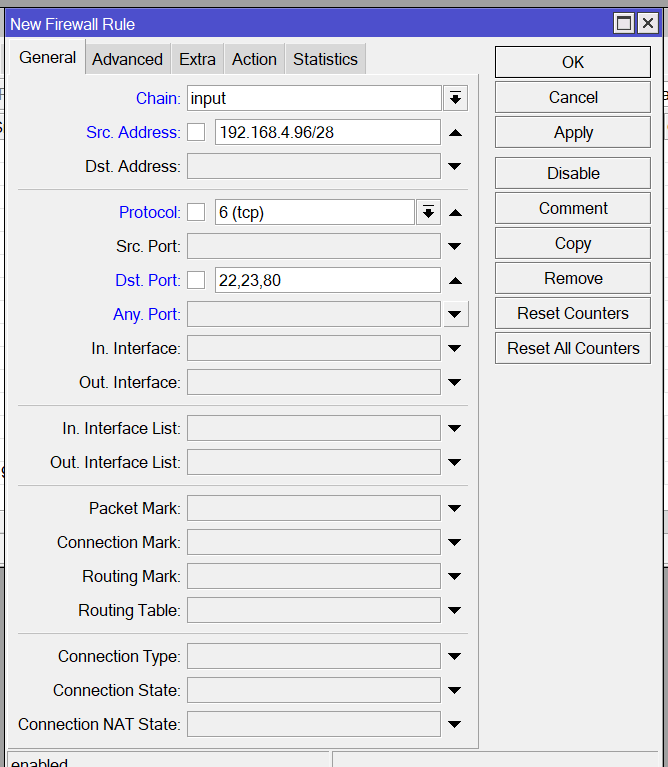 New Firewall Rule
General Advanced Extra Action Statistics
Chain: input
Src. Address: 192.168.4.96/28
Dst. Address:
Protocol: 6 (tcp)
Src. Port:
Dst. Port: 22,23,80
Any. Port:
In. Interface:
Out. Interface:
In. Interface List:
Out. Interface List:
Packet Mark:
Connection Mark:
Routing Mark:
Routing Table:
Connection Type:
Connection State:
Connection NAT State:
enabled
OK
Cancel
Apply
Disable
Comment
Copy
Remove
Reset Counters
Reset All Counters